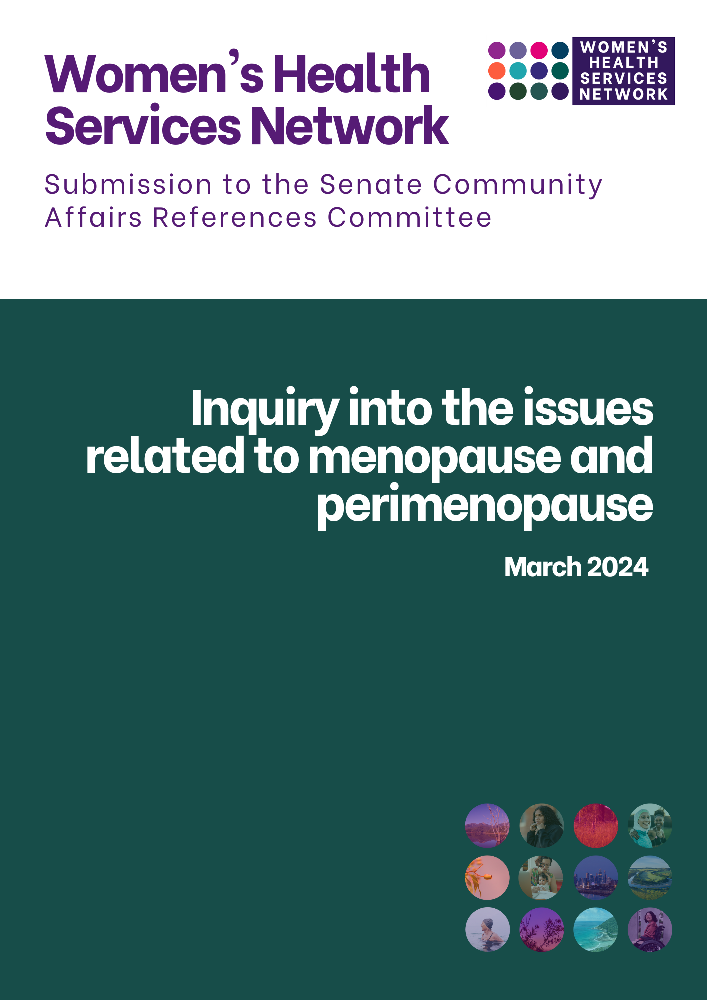 Women’s Health
Services Network
WOMEN’S
HEALTH
SERVICES
NETWORK
Submission to the Senate Community
Affairs References Committee
Inquiry into the issues
related to menopause and
perimenopause
March 2024